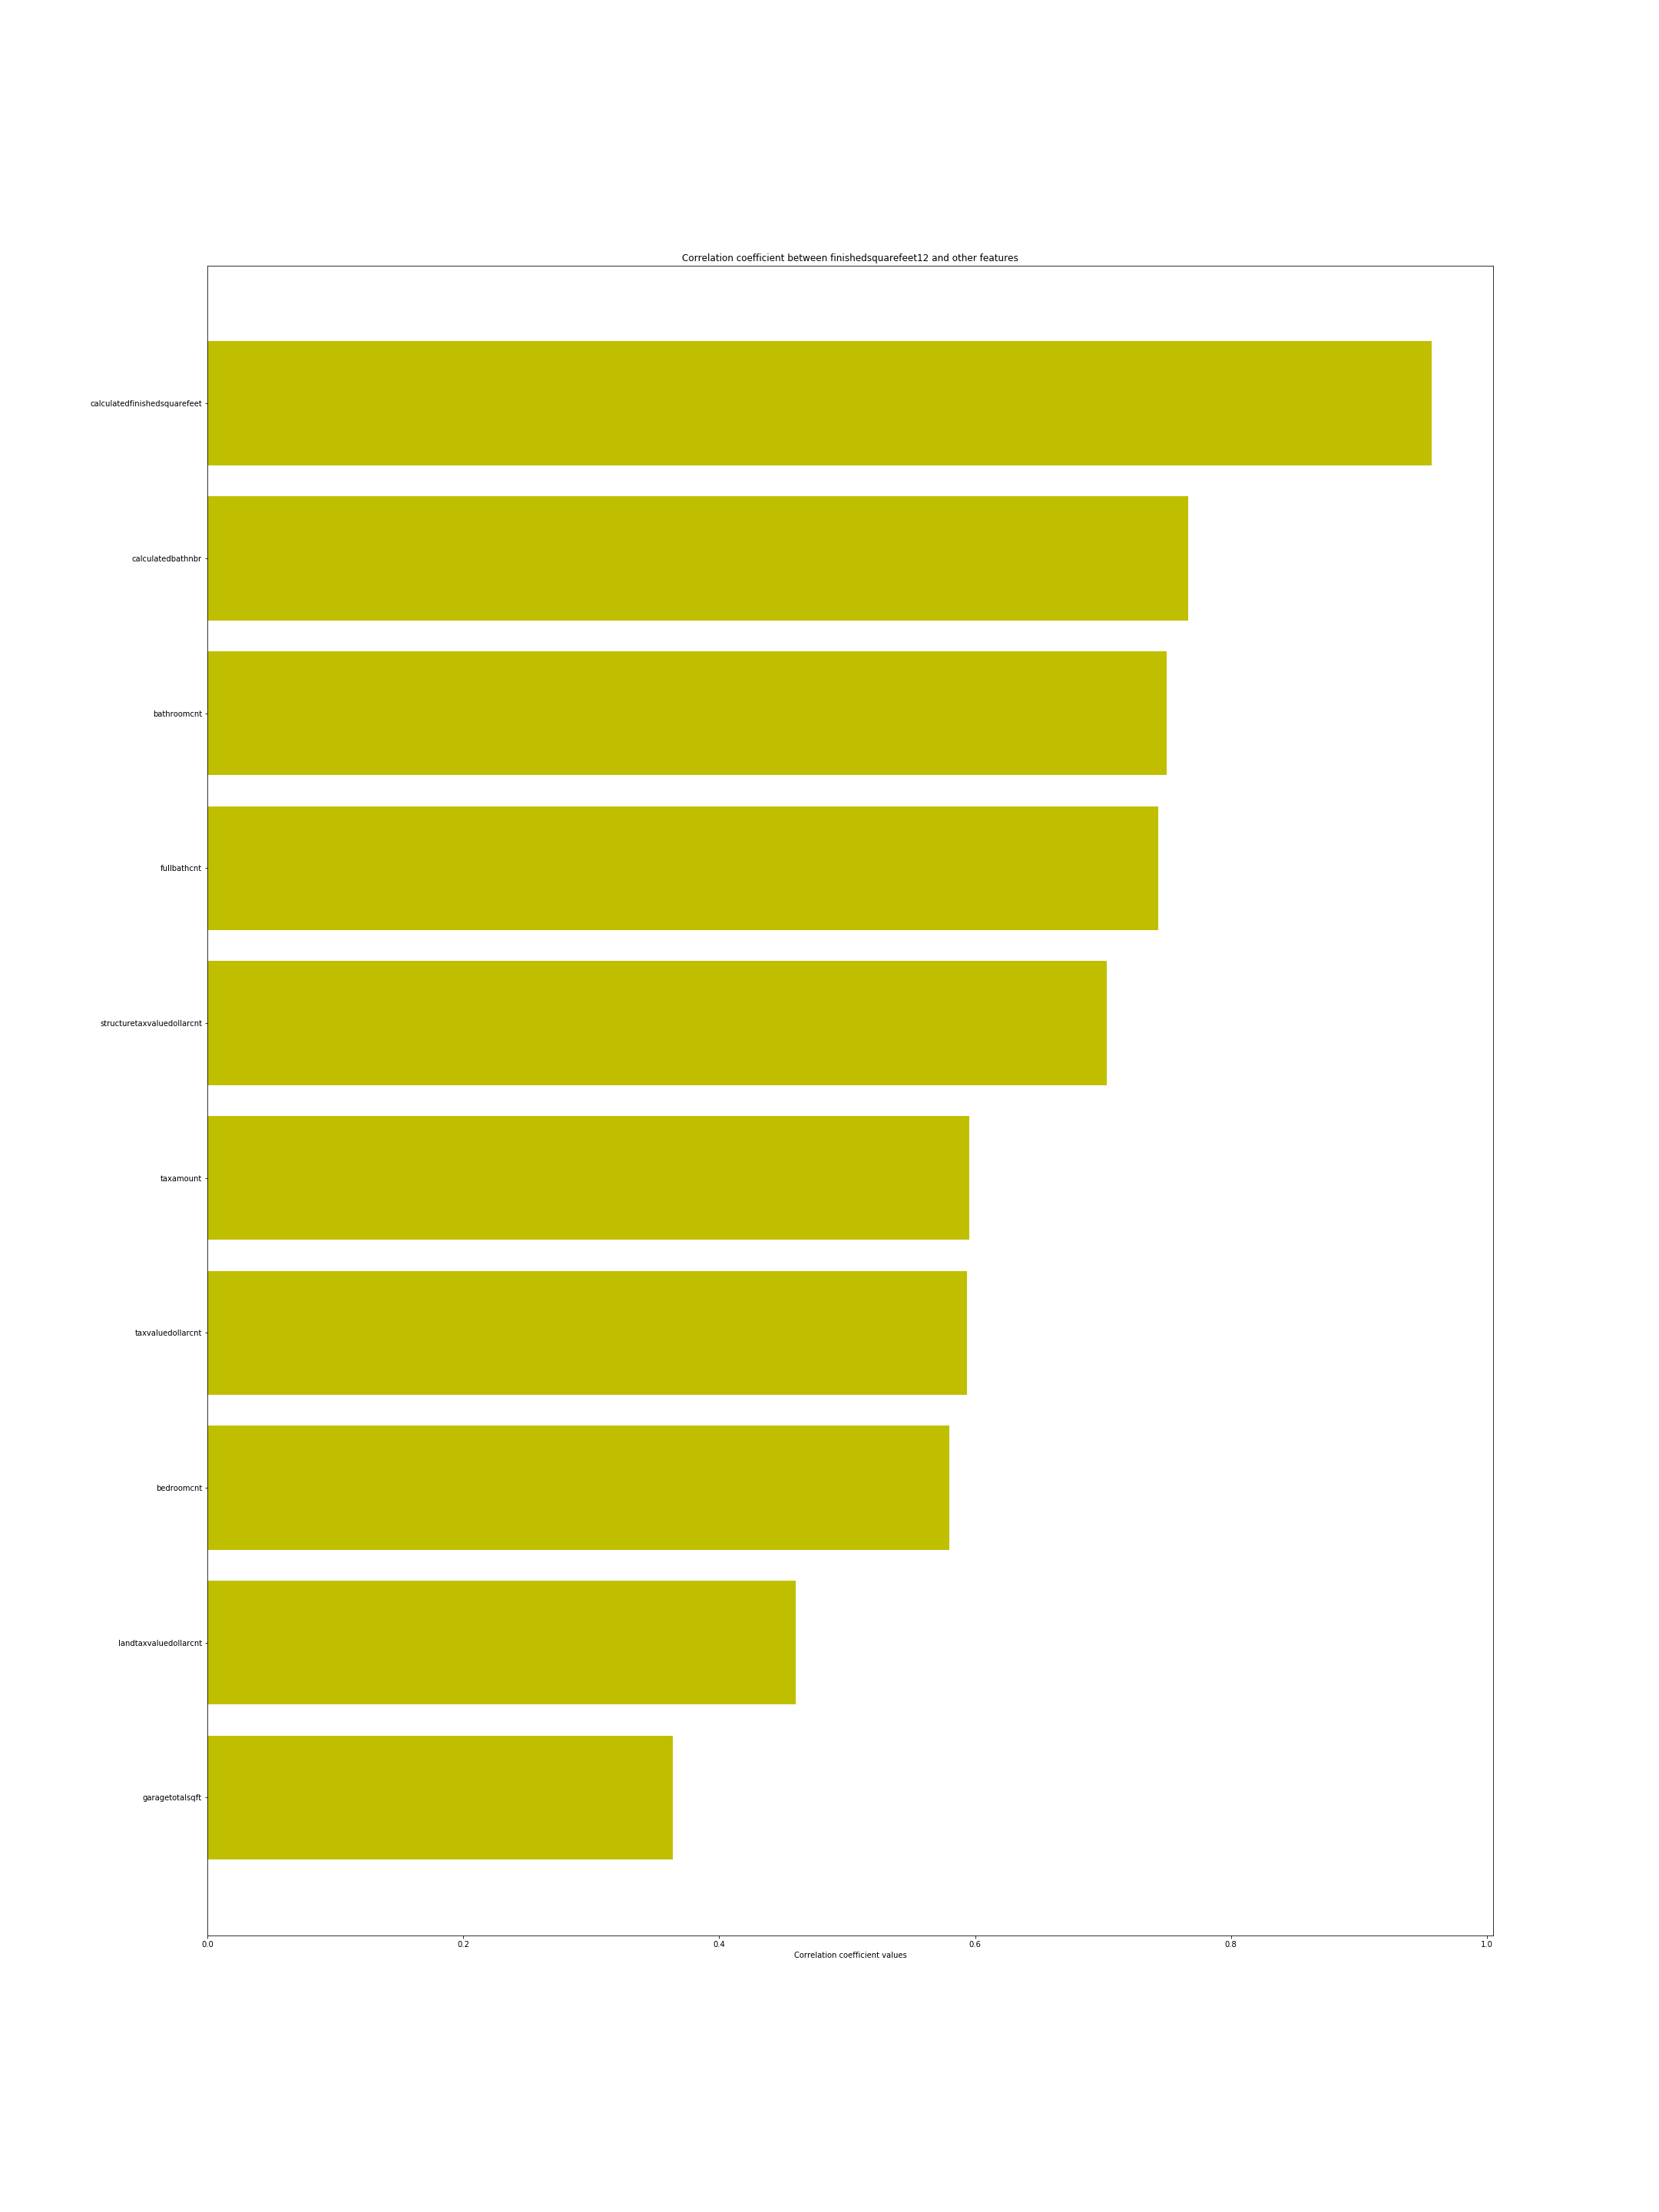 Correlation coefficient between finishedsquarefeet12 and other features
calculatedfinishedsquarefeet
calculatedbathnbr
bathroomcnt
fullbathcnt
structuretaxvaluedollarcnt
taxamount
taxvaluedollarcnt
bedroomcnt
landtaxvaluedollarcnt
garagetotalsqft
0.0 0.2 0.4 0.6 0.8 1.0
Correlation coefficient values